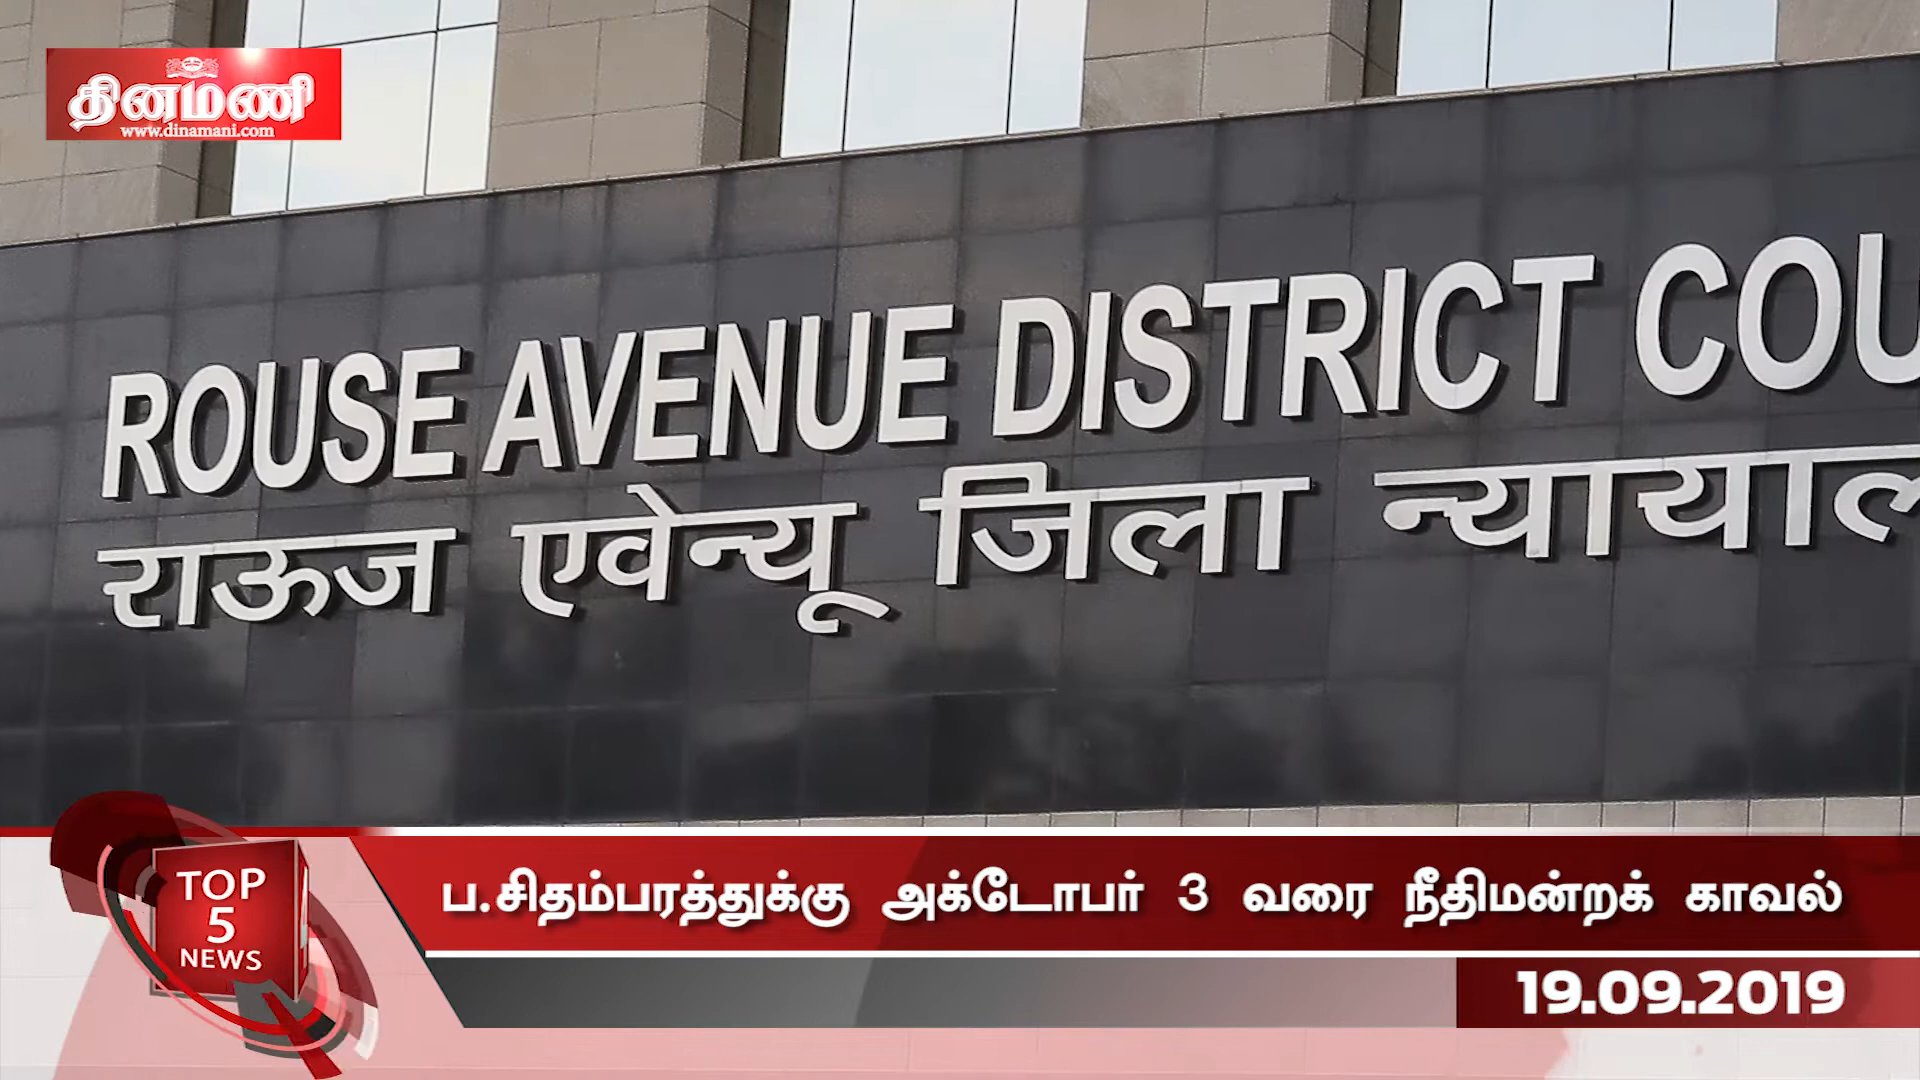 தினமணி
www.dinamani.com
ROUSE AVENUE DISTRICT COU
राऊज एवेन्यू जिला न्यायाल
TOP
5
NEWS
ப.சிதம்பரத்துக்கு அக்டோபர் 3 வரை நீதிமன்றக் காவல்
19.09.2019